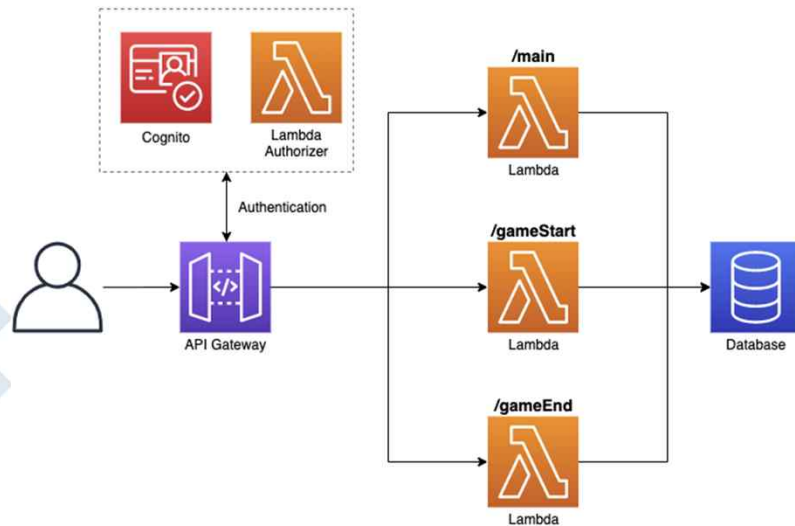 /main
Cognito
Lambda
Authorizer
Lambda
Authentication
/gameStart
</>
API Gateway
Lambda
Database
/gameEnd
Lambda